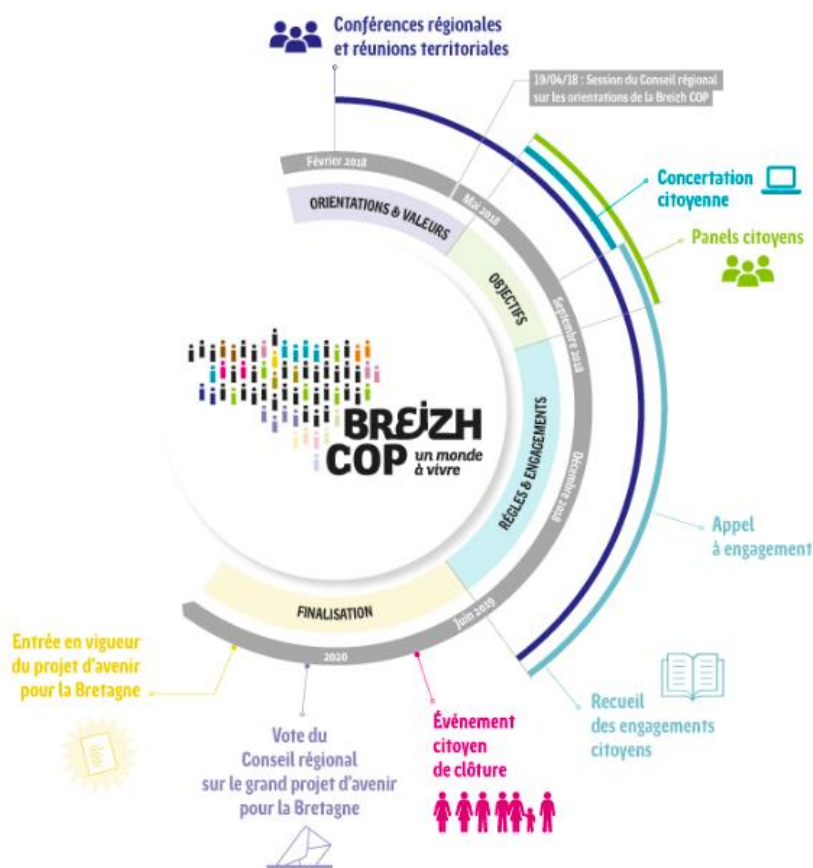 Conférences régionales
et réunions territoriales
19/04/18 : Session du Conseil régional
sur les orientations de la Breizh COP
Février 2018
ORIENTATIONS & VALEURS
Mai 2018
Concertation
citoyenne
Panels citoyens
OBJECTIFS
Septembre 2018
BREIZH
COP un monde
à vivre
RÈGLES & ENGAGEMENTS
Décembre 2018
Appel
à engagement
FINALISATION
Juin 2019
2020
Entrée en vigueur
du projet d'avenir
pour la Bretagne
Vote du
Conseil régional
sur le grand projet d'avenir
pour la Bretagne
Événement
citoyen
de clôture
Recueil
des engagements
citoyens